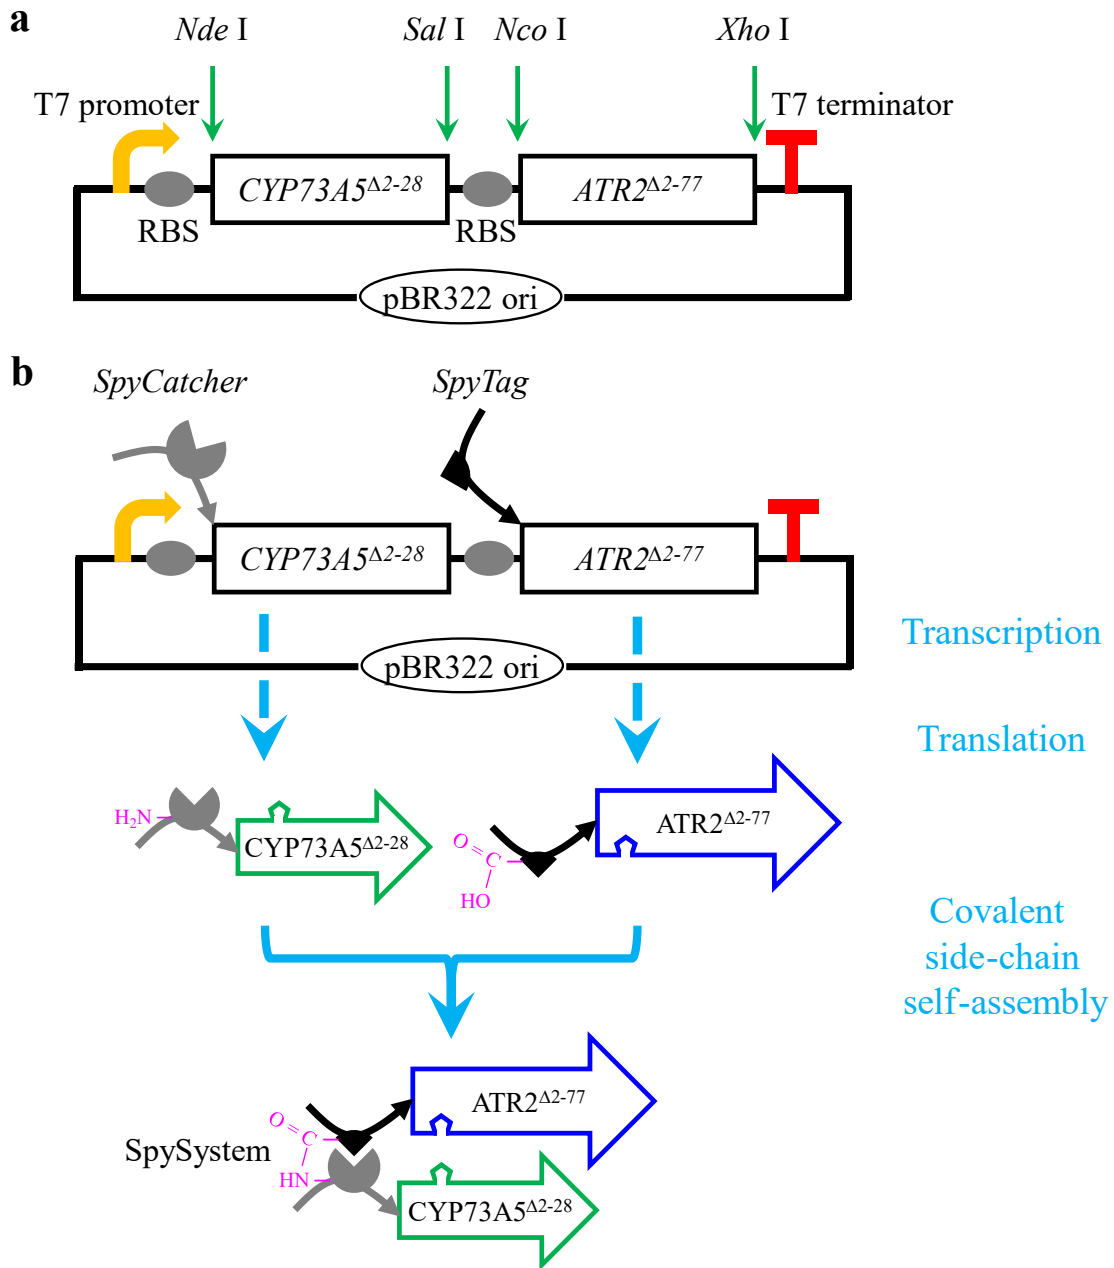 a
Nde I
Sal I
Nco I
Xho I
T7 promoter
T7 terminator
CYP73A5Δ2-28
ATR2Δ2-77
RBS
RBS
pBR322 ori
b
SpyCatcher
SpyTag
CYP73A5Δ2-28
ATR2Δ2-77
Transcription
pBR322 ori
Translation
H2N
CYP73A5Δ2-28
ATR2Δ2-77
O
C
HO
Covalent
side-chain
self-assembly
ATR2Δ2-77
O
C
SpySystem
HN
CYP73A5Δ2-28